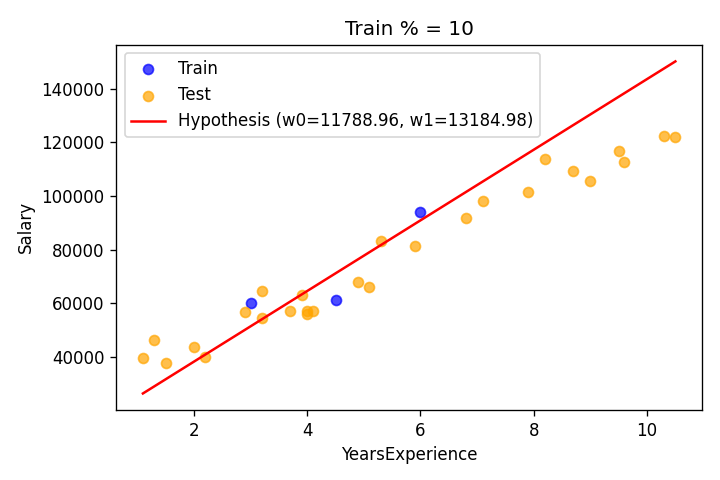 Train % = 10
Train
Test
Hypothesis (w0=11788.96, w1=13184.98)
140000
120000
100000
80000
60000
40000
Salary
2 4 6 8 10
YearsExperience